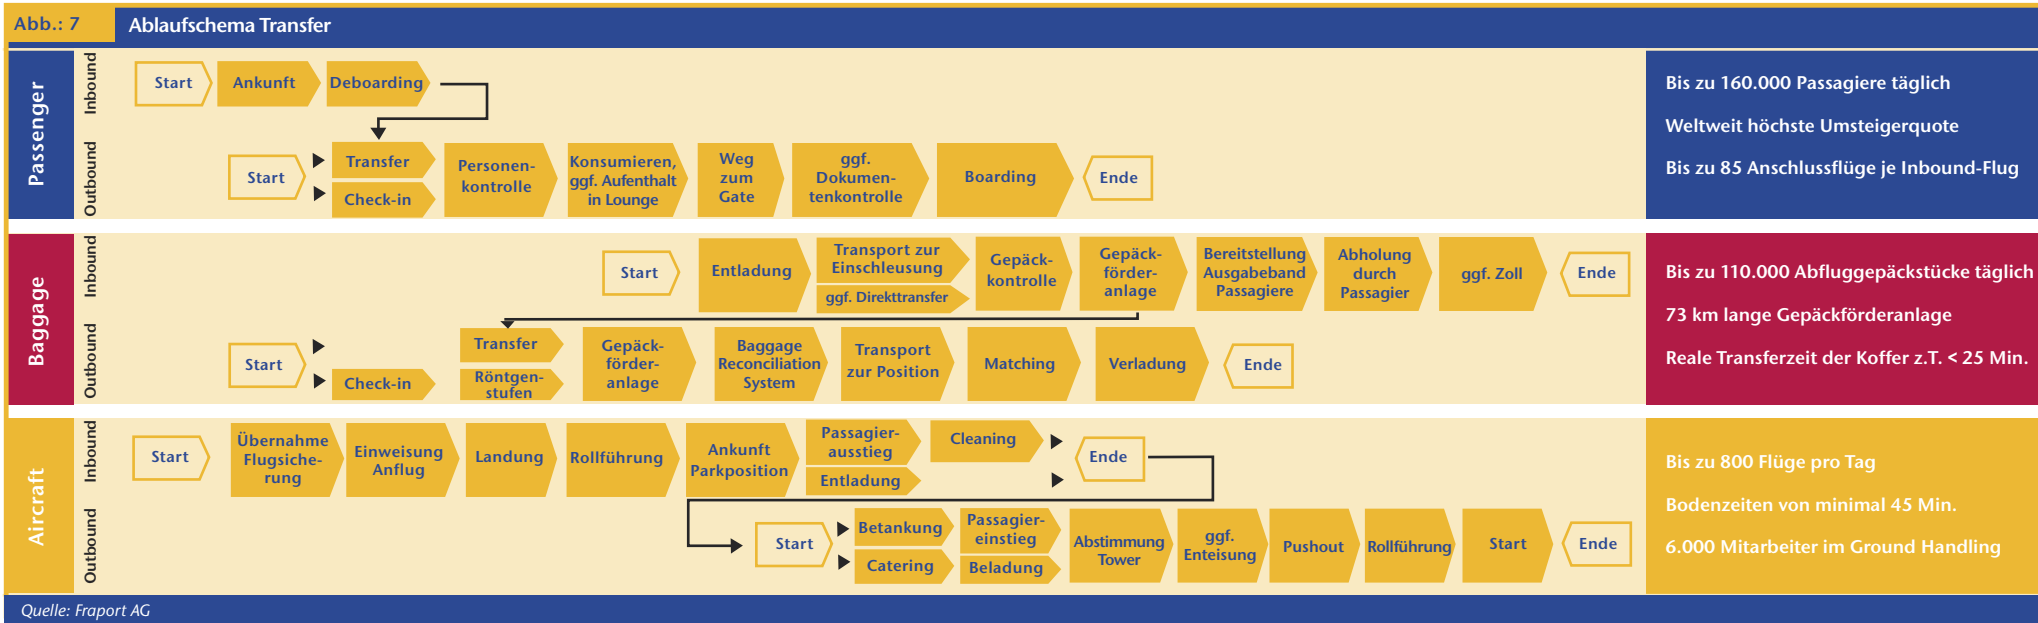 Abb.: 7
Ablaufschema Transfer
Passenger
Inbound
Start
Ankunft
Deboarding
Outbound
Start
Transfer
Check-in
Personen-
kontrolle
Konsumieren,
ggf. Aufenthalt
in Lounge
Weg
zum
Gate
ggf.
Dokumen-
tenkontrolle
Boarding
Ende
Bis zu 160.000 Passagiere täglich
Weltweit höchste Umsteigerquote
Bis zu 85 Anschlussflüge je Inbound-Flug
Baggage
Inbound
Start
Entladung
Transport zur
Einschleusung
ggf. Direkttransfer
Gepäck-
kontrolle
Gepäck-
förder-
anlage
Bereitstellung
Ausgabeband
Passagiere
Abholung
durch
Passagier
ggf. Zoll
Ende
Outbound
Start
Check-in
Transfer
Röntgen-
stufen
Gepäck-
förder-
anlage
Baggage
Reconciliation
System
Transport
zur Position
Matching
Verladung
Ende
Bis zu 110.000 Abfluggepäckstücke täglich
73 km lange Gepäckförderanlage
Reale Transferzeit der Koffer z.T. < 25 Min.
Aircraft
Inbound
Start
Übernahme
Flugsiche-
rung
Einweisung
Anflug
Landung
Rollführung
Ankunft
Parkposition
Passagier-
ausstieg
Entladung
Cleaning
Ende
Outbound
Start
Betankung
Catering
Passagier-
einstieg
Beladung
Abstimmung
Tower
ggf.
Enteisung
Pushout
Rollführung
Start
Ende
Bis zu 800 Flüge pro Tag
Bodenzeiten von minimal 45 Min.
6.000 Mitarbeiter im Ground Handling
Quelle: Fraport AG